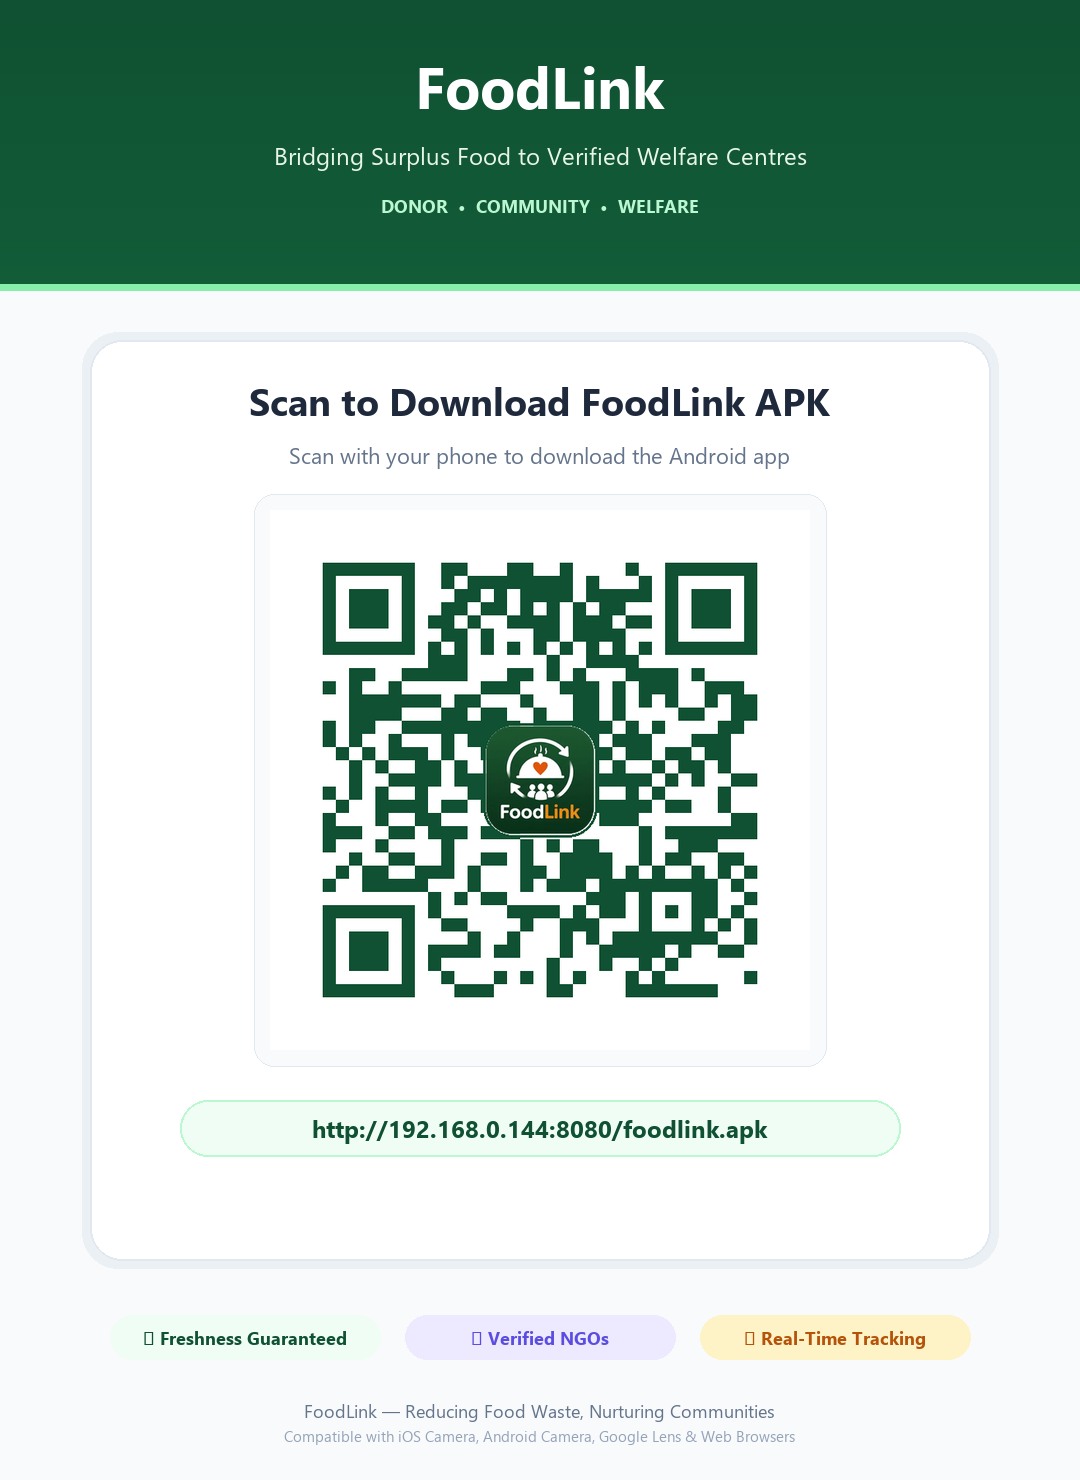 FoodLink
Bridging Surplus Food to Verified Welfare Centres
DONOR • COMMUNITY • WELFARE
Scan to Download FoodLink APK
Scan with your phone to download the Android app
FoodLink
http://192.168.0.144:8080/foodlink.apk
Freshness Guaranteed
Verified NGOs
Real-Time Tracking
FoodLink — Reducing Food Waste, Nurturing Communities
Compatible with iOS Camera, Android Camera, Google Lens & Web Browsers